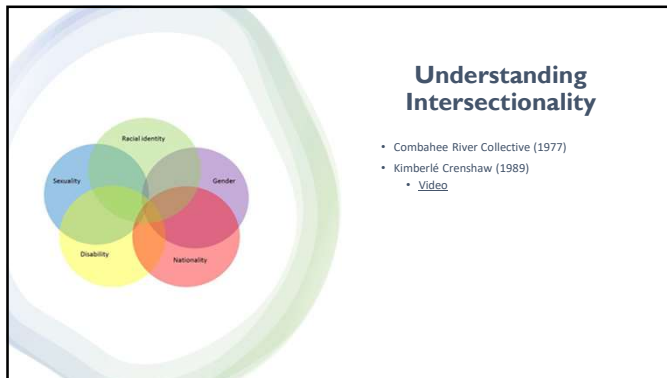 Understanding
Intersectionality
• Combahee River Collective (1977)
• Kimberlé Crenshaw (1989)
• Video
Racial identity
Sexuality
Gender
Disability
Nationality